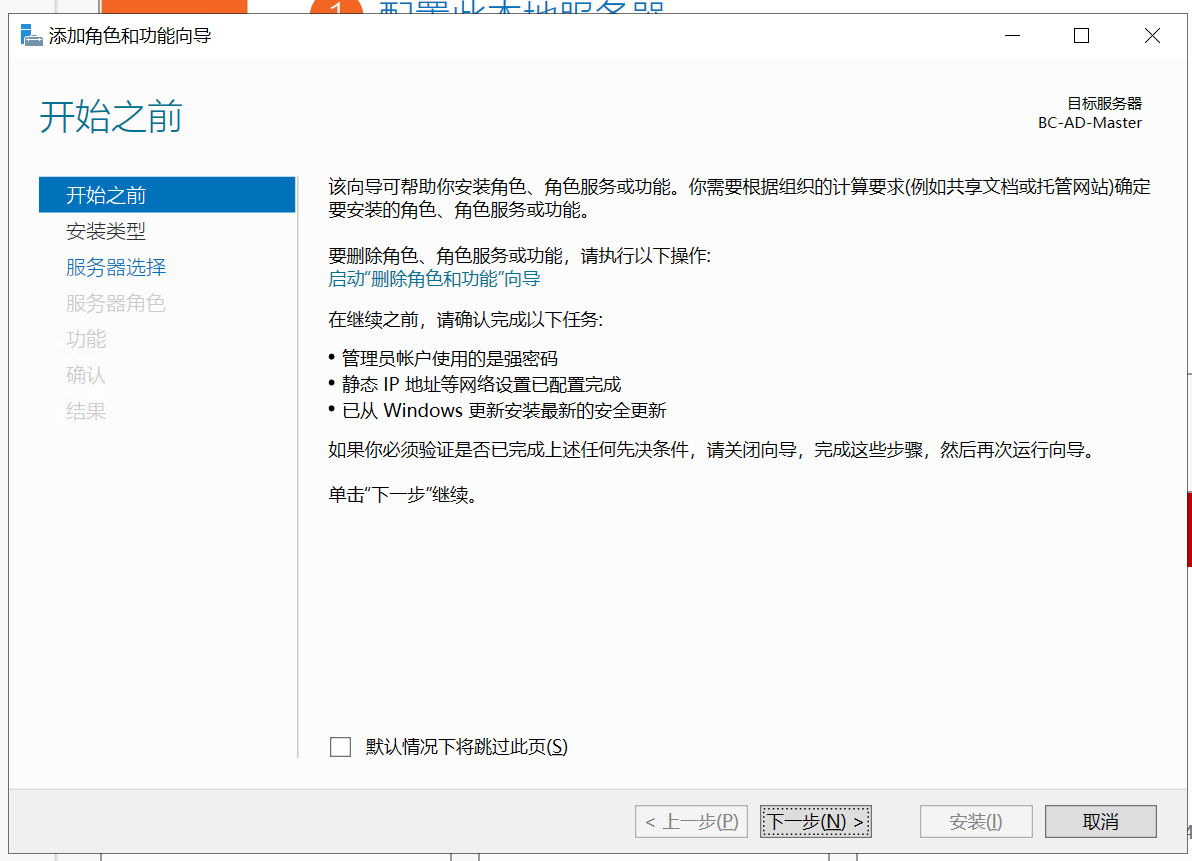 1 配置此本地服务器
添加角色和功能向导
开始之前
目标服务器
BC-AD-Master
开始之前
安装类型
服务器选择
服务器角色
功能
确认
结果
该向导可帮助你安装角色、角色服务或功能。你需要根据组织的计算要求(例如共享文档或托管网站)确定
要安装的角色、角色服务或功能。
要删除角色、角色服务或功能，请执行以下操作:
启动“删除角色和功能”向导
在继续之前，请确认完成以下任务:
• 管理员帐户使用的是强密码
• 静态 IP 地址等网络设置已配置完成
• 已从 Windows 更新安装最新的安全更新
如果你必须验证是否已完成上述任何先决条件，请关闭向导，完成这些步骤，然后再次运行向导。
单击“下一步”继续。
默认情况下将跳过此页(S)
< 上一步(P)
下一步(N) >
安装(I)
取消